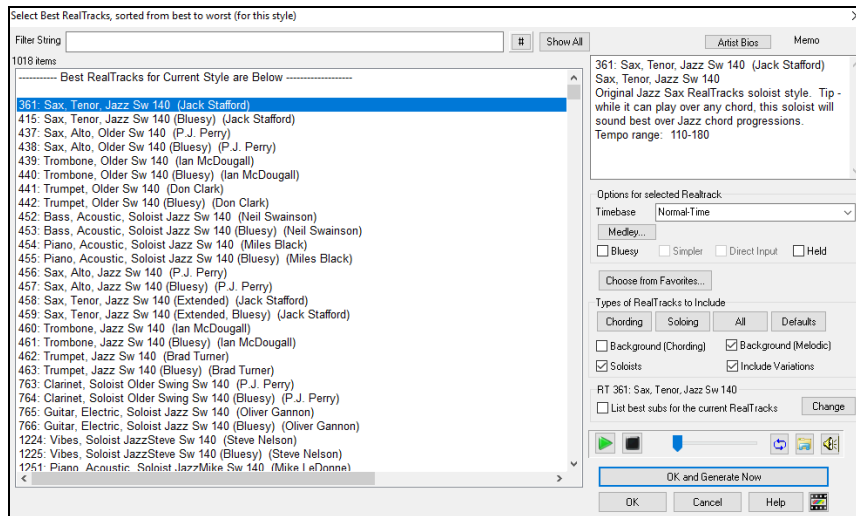 Select Best RealTracks, sorted from best to worst (for this style)
Filter String
#
Show All
1018 items
----------- Best RealTracks for Current Style are Below ------------------
361: Sax, Tenor, Jazz Sw 140 (Jack Stafford)
415: Sax, Tenor, Jazz Sw 140 (Bluesy) (Jack Stafford)
437: Sax, Alto, Older Sw 140 (P.J. Perry)
438: Sax, Alto, Older Sw 140 (Bluesy) (P.J. Perry)
439: Trombone, Older Sw 140 (Ian McDougall)
440: Trombone, Older Sw 140 (Bluesy) (Ian McDougall)
441: Trumpet, Older Sw 140 (Don Clark)
442: Trumpet, Older Sw 140 (Bluesy) (Don Clark)
452: Bass, Acoustic, Soloist Jazz Sw 140 (Neil Swainson)
453: Bass, Acoustic, Soloist Jazz Sw 140 (Bluesy) (Neil Swainson)
454: Piano, Acoustic, Soloist Jazz Sw 140 (Miles Black)
455: Piano, Acoustic, Soloist Jazz Sw 140 (Bluesy) (Miles Black)
456: Sax, Alto, Jazz Sw 140 (P.J. Perry)
457: Sax, Alto, Jazz Sw 140 (Bluesy) (P.J. Perry)
458: Sax, Tenor, Jazz Sw 140 (Extended) (Jack Stafford)
459: Sax, Tenor, Jazz Sw 140 (Extended, Bluesy) (Jack Stafford)
460: Trombone, Jazz Sw 140 (Ian McDougall)
461: Trombone, Jazz Sw 140 (Bluesy) (Ian McDougall)
462: Trumpet, Jazz Sw 140 (Brad Turner)
463: Trumpet, Jazz Sw 140 (Bluesy) (Brad Turner)
763: Clarinet, Soloist Older Swing Sw 140 (P.J. Perry)
764: Clarinet, Soloist Older Swing Sw 140 (Bluesy) (P.J. Perry)
765: Guitar, Electric, Soloist Jazz Sw 140 (Oliver Gannon)
766: Guitar, Electric, Soloist Jazz Sw 140 (Bluesy) (Oliver Gannon)
1224: Vibes, Soloist JazzSteve Sw 140 (Steve Nelson)
1225: Vibes, Soloist JazzSteve Sw 140 (Bluesy) (Steve Nelson)
1251: Piano, Acoustic, Soloist JazzMike Sw 140 (Mike LeDonne)
Artist Bios
Memo
361: Sax, Tenor, Jazz Sw 140 (Jack Stafford)
Sax, Tenor, Jazz Sw 140
Original Jazz Sax RealTracks soloist style. Tip -
while it can play over any chord, this soloist will
sound best over Jazz chord progressions.
Tempo range: 110-180
Options for selected Realtrack
Timebase
Normal-Time
Medley...
Bluesy
Simpler
Direct Input
Held
Choose from Favorites...
Types of RealTracks to Include
Chording
Soloing
All
Defaults
Background (Chording)
Background (Melodic)
Soloists
Include Variations
RT 361: Sax, Tenor, Jazz Sw 140
List best subs for the current RealTracks
Change
OK and Generate Now
OK
Cancel
Help